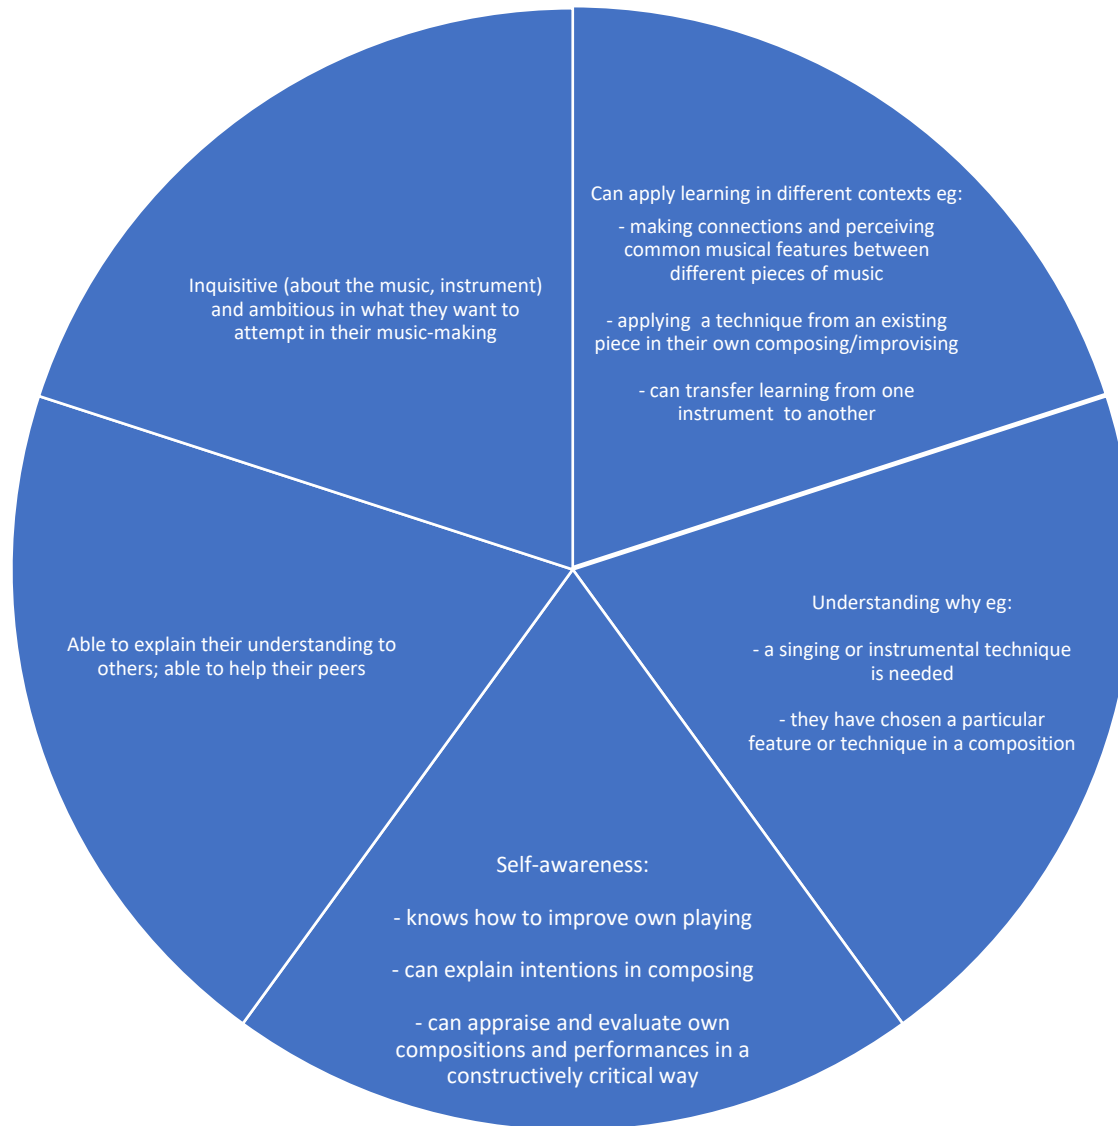 Can apply learning in different contexts eg:
- making connections and perceiving
common musical features between
different pieces of music
- applying  a technique from an existing
piece in their own composing/improvising
- can transfer learning from one
instrument  to another
Understanding why eg:
- a singing or instrumental technique
is needed
- they have chosen a particular
feature or technique in a composition
Self-awareness:
- knows how to improve own playing
- can explain intentions in composing
- can appraise and evaluate own
compositions and performances in a
constructively critical way
Able to explain their understanding to
others; able to help their peers
Inquisitive (about the music, instrument)
and ambitious in what they want to
attempt in their music-making